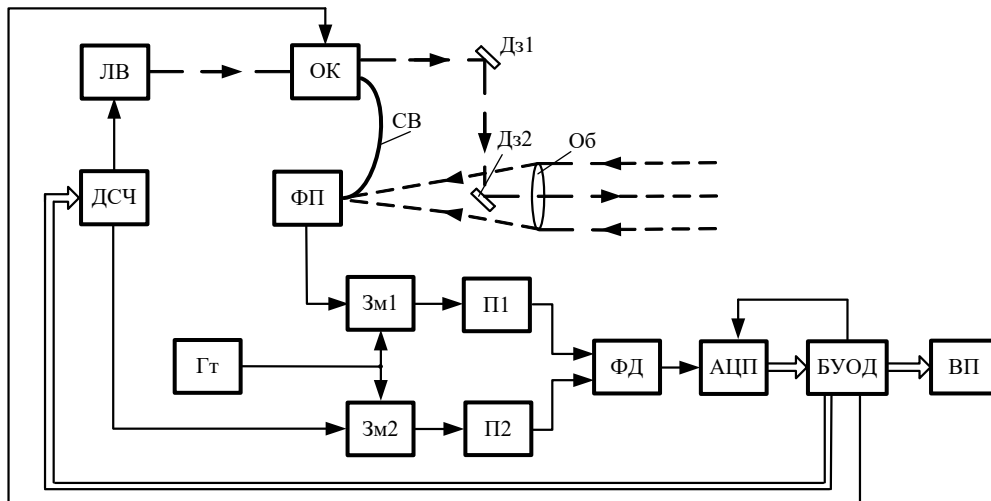 Дз1
ЛВ
ОК
СВ
Дз2
Об
ДСЧ
ФП
Зм1
П1
Гт
ФД
АЦП
БУОД
ВП
Зм2
П2